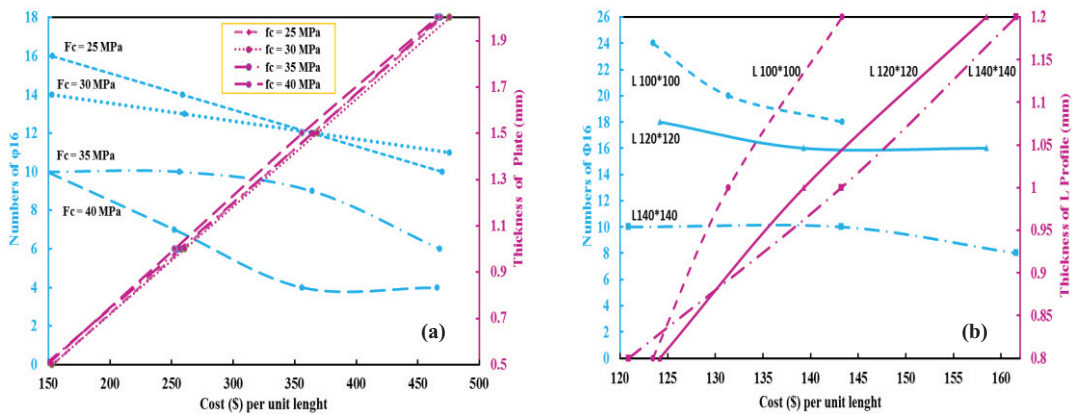 18
16
14
12
10
8
6
4
2
0
Numbers of φ16
Fc = 25 MPa
Fc = 30 MPa
Fc = 35 MPa
Fc = 40 MPa
fc = 25 MPa
fc = 30 MPa
fc = 35 MPa
fc = 40 MPa
(a)
1.9
1.7
1.5
1.3
1.1
0.9
0.7
0.5
Thickness of Plate (mm)
150 200 250 300 350 400 450 500
Cost ($) per unit lenght
26
24
22
20
18
16
14
12
10
8
6
4
2
0
Numbers of Φ16
L 100*100
L 120*120
L140*140
L 100*100
L 120*120
L 140*140
(b)
1.2
1.15
1.1
1.05
1
0.95
0.9
0.85
0.8
Thickness of L Profile (mm)
120 125 130 135 140 145 150 155 160
Cost ($) per unit lenght